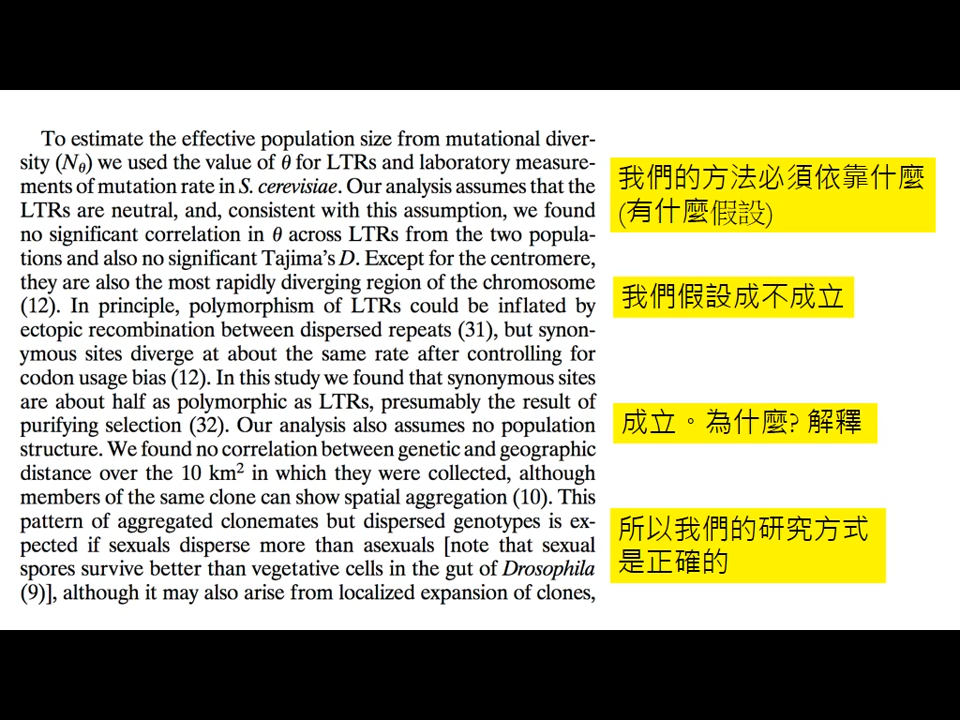 To estimate the effective population size from mutational diver-
sity (Nθ) we used the value of θ for LTRs and laboratory measure-
ments of mutation rate in S. cerevisiae. Our analysis assumes that the
LTRs are neutral, and, consistent with this assumption, we found
no significant correlation in θ across LTRs from the two popula-
tions and also no significant Tajima's D. Except for the centromere,
they are also the most rapidly diverging region of the chromosome
(12). In principle, polymorphism of LTRs could be inflated by
ectopic recombination between dispersed repeats (31), but synon-
ymous sites diverge at about the same rate after controlling for
codon usage bias (12). In this study we found that synonymous sites
are about half as polymorphic as LTRs, presumably the result of
purifying selection (32). Our analysis also assumes no population
structure. We found no correlation between genetic and geographic
distance over the 10 km² in which they were collected, although
members of the same clone can show spatial aggregation (10). This
pattern of aggregated clonemates but dispersed genotypes is ex-
pected if sexuals disperse more than asexuals [note that sexual
spores survive better than vegetative cells in the gut of Drosophila
(9)], although it may also arise from localized expansion of clones,
我們的方法必須依靠什麼
(有什麼假設)
我們假設成不成立
成立。為什麼? 解釋
所以我們的研究方式
是正確的